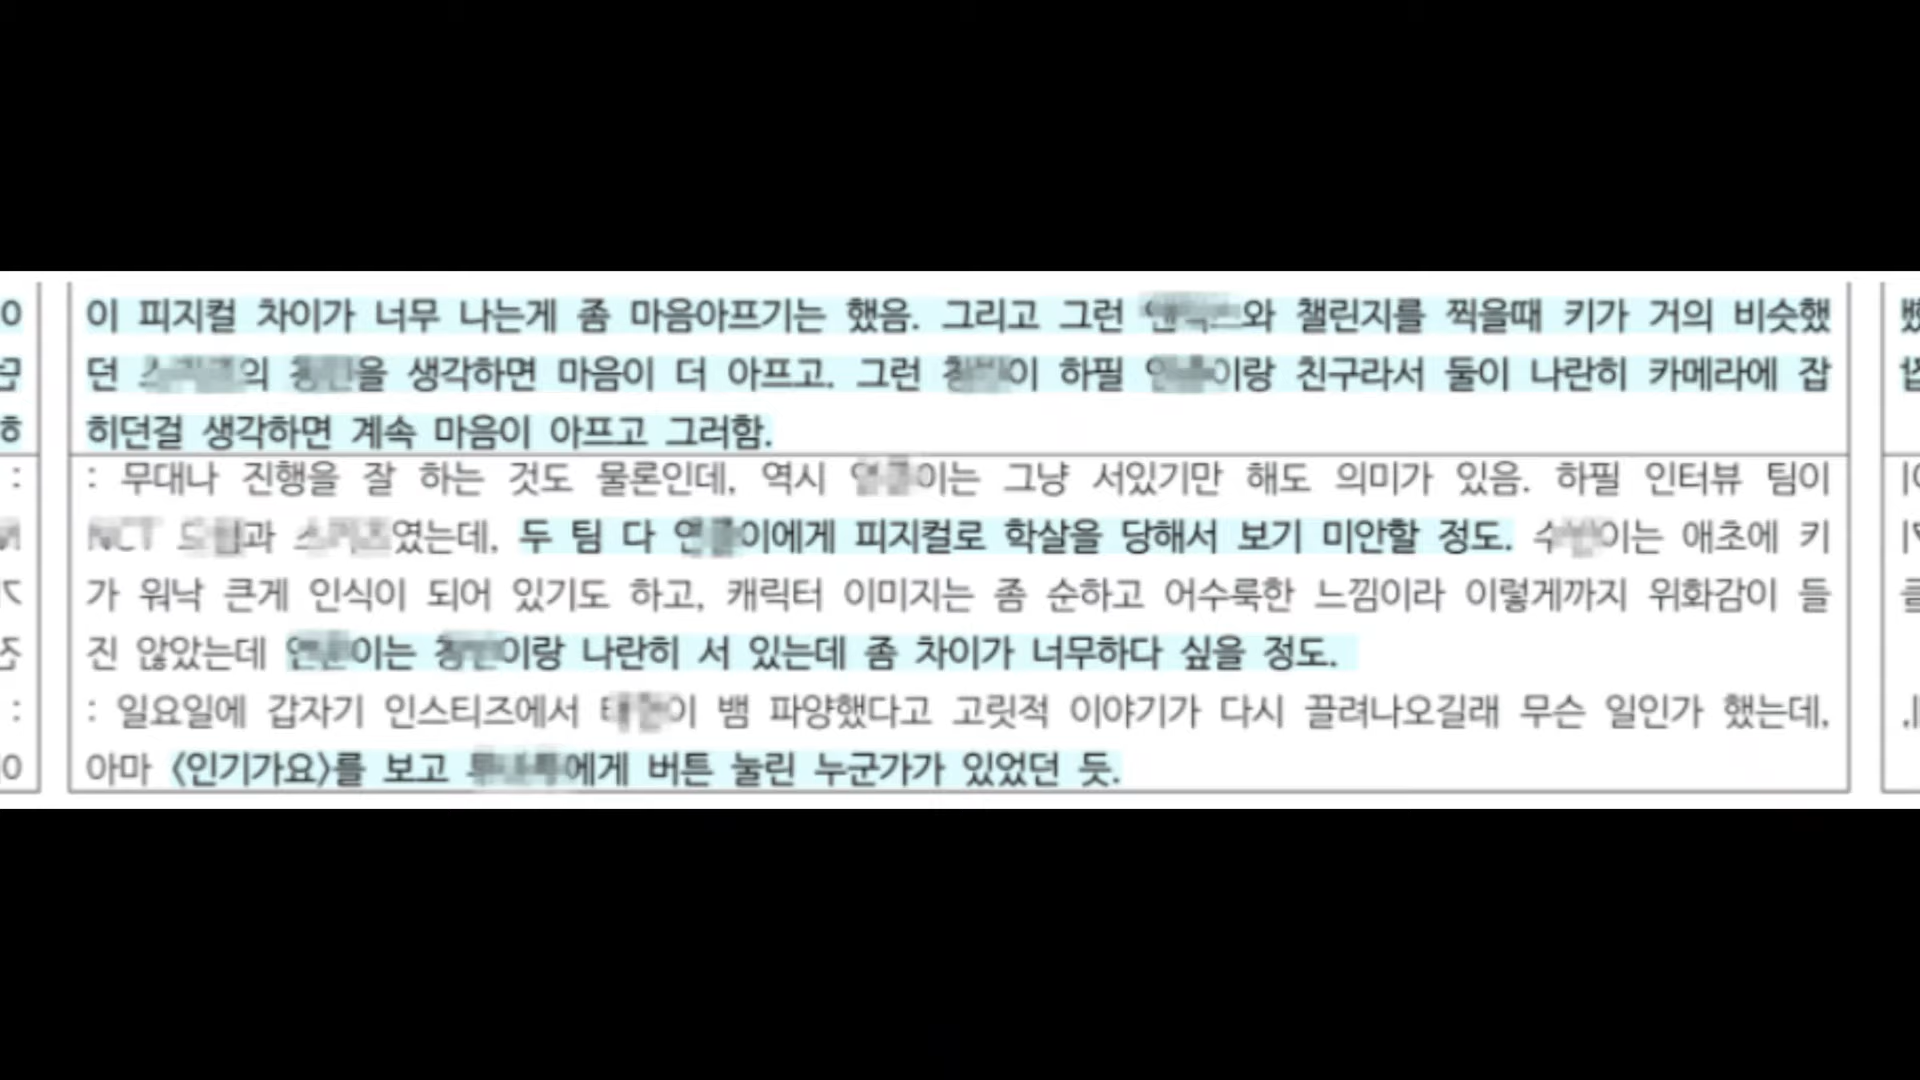 이 피지컬 차이가 너무 나는게 좀 마음아프기는 했음. 그리고 그런 와 챌린지를 찍을때 키가 거의 비슷했
던 의 을 생각하면 마음이 더 아프고. 그런 이 하필 이랑 친구라서 둘이 나란히 카메라에 잡
히던걸 생각하면 계속 마음이 아프고 그러함.
: 무대나 진행을 잘 하는 것도 물론인데, 역시 이는 그냥 서있기만 해도 의미가 있음. 하필 인터뷰 팀이
NCT 과 였는데, 두 팀 다 이에게 피지컬로 학살을 당해서 보기 미안할 정도. 이는 애초에 키
가 워낙 큰게 인식이 되어 있기도 하고, 캐릭터 이미지는 좀 순하고 어수룩한 느낌이라 이렇게까지 위화감이 들
진 않았는데 이는 이랑 나란히 서 있는데 좀 차이가 너무하다 싶을 정도.
: 일요일에 갑자기 인스티즈에서 이 뱀 파양했다고 고릿적 이야기가 다시 끌려나오길래 무슨 일인가 했는데,
아마 〈인기가요〉를 보고 에게 버튼 눌린 누군가가 있었던 듯.